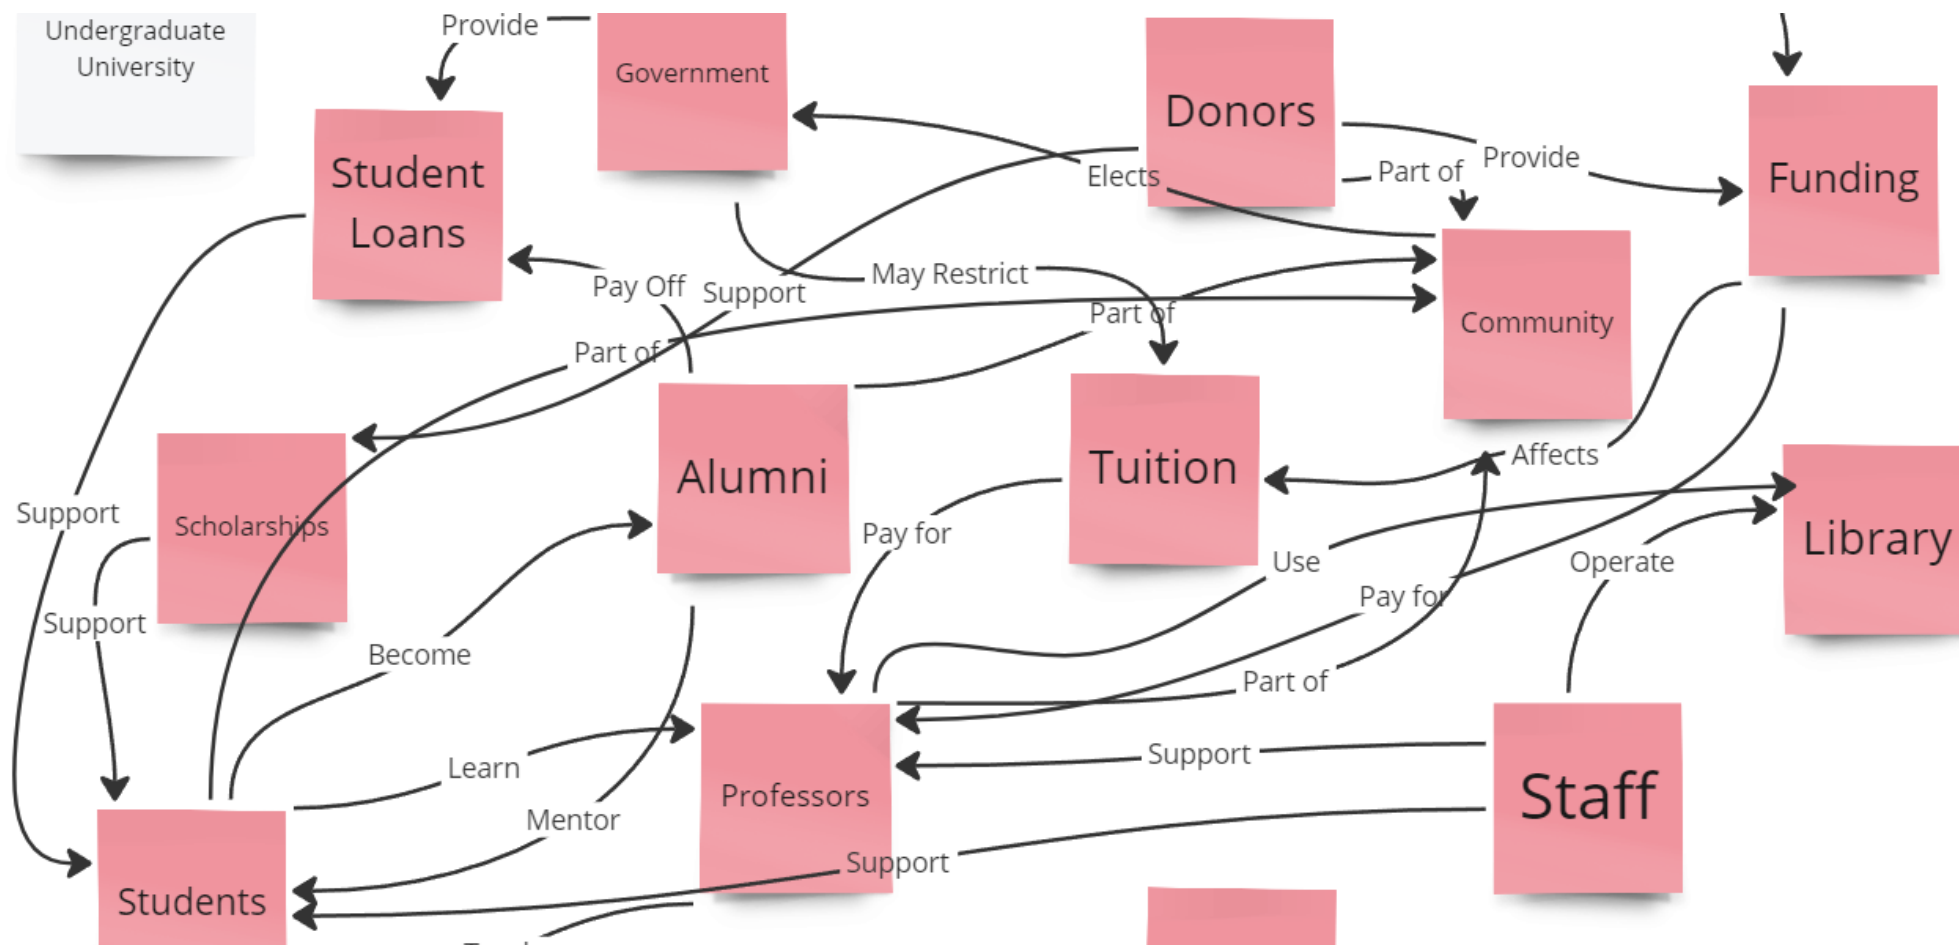 Undergraduate
University
Provide
Government
Donors
Student
Loans
Elects
Part of
Provide
Funding
Pay Off
Support
May Restrict
Part of
Community
Part of
Alumni
Tuition
Affects
Scholarships
Support
Support
Pay for
Use
Operate
Library
Become
Pay for
Part of
Learn
Mentor
Professors
Support
Staff
Support
Students